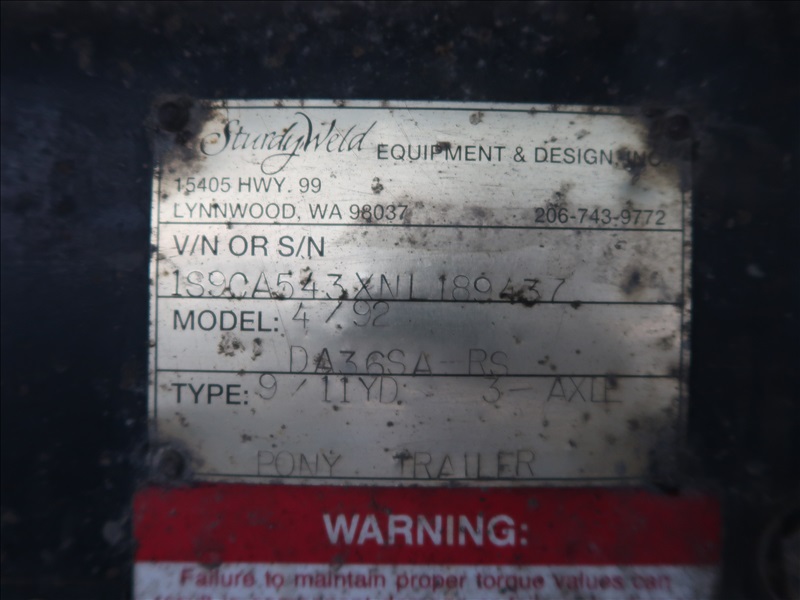 SturdyWeld EQUIPMENT & DESIGN, INC.
15405 HWY. 99
LYNNWOOD, WA 98037 206-743-9772
V/N OR S/N
1S9CA543XNL189437
MODEL: 4/92
DA36SA-RS
TYPE: 9/11YD. 3-AXLE
PONY TRAILER
WARNING:
Failure to maintain proper torque values can